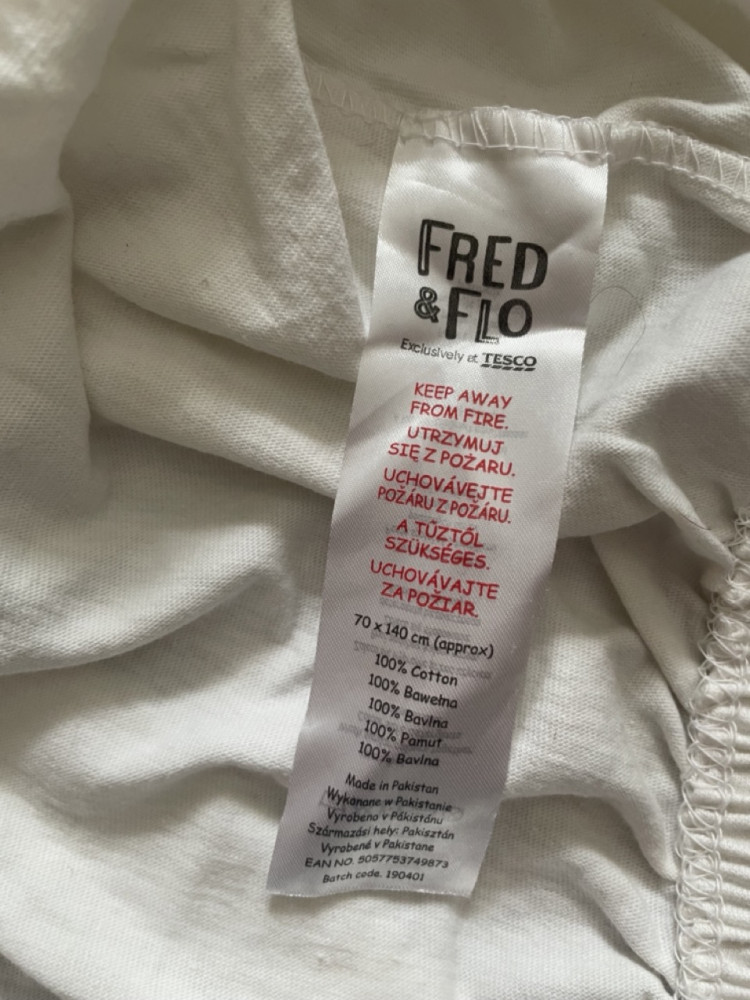 FRED
& FLO
Exclusively at TESCO
KEEP AWAY
FROM FIRE.
UTRZYMUJ
SIĘ Z POŻARU.
UCHOVÁVEJTE
POŽÁRU Z POŽÁRU.
A TŰZTŐL
SZÜKSÉGES.
UCHOVÁVAJTE
ZA POŽIAR.
70 x 140 cm (approx)
100% Cotton
100% Bawełna
100% Bavlna
100% Pamut
100% Bavlna
Made in Pakistan
Wykonane w Pakistanie
Vyrobeno v Pákistánu
Származási hely: Pakisztán
Vyrobené v Pakistane
EAN NO. 5057753749873
Batch code. 190401